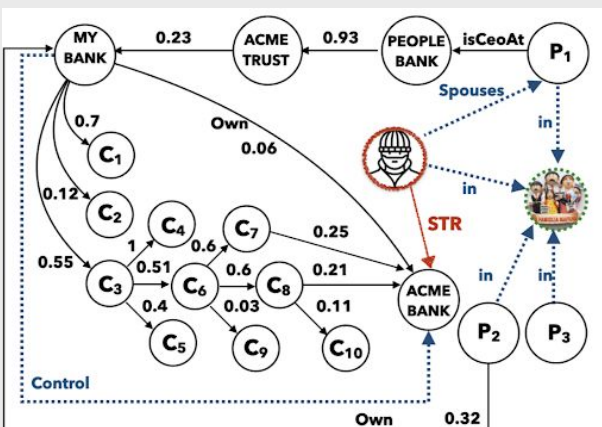 MY BANK
0.23
ACME TRUST
0.93
PEOPLE BANK
isCeoAt
P1
Spouses
in
Own
0.06
0.7
C1
in
0.12
C2
C4
C7
0.25
STR
1
0.6
0.55
C3
0.51
C6
0.6
C8
0.21
ACME BANK
in
in
0.4
0.03
0.11
C5
C9
C10
P2
P3
Control
Own
0.32